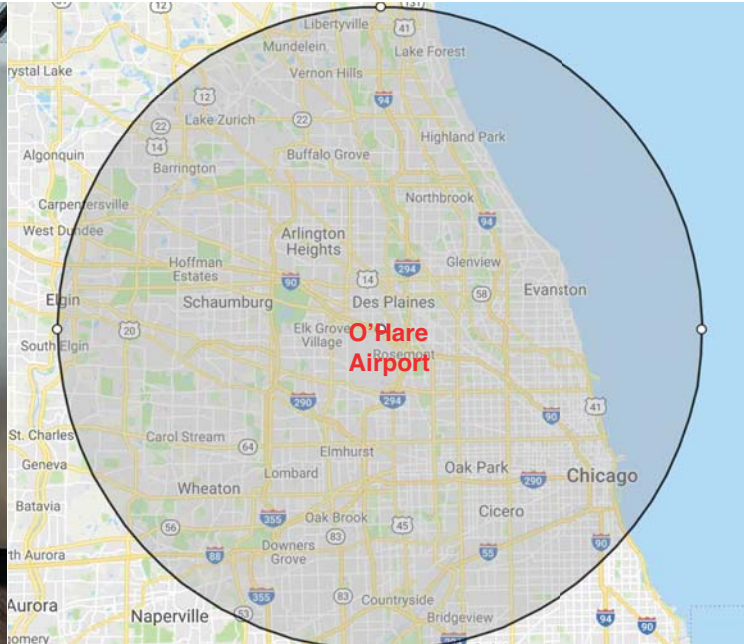 12
131
Libertyville
41
Mundelein
Lake Forest
rystal Lake
Vernon Hills
12
94
Lake Zurich
22
22
14
Highland Park
Algonquin
Buffalo Grove
Barrington
Carpentersville
Northbrook
West Dundee
94
Arlington
Heights
Hoffman
Estates
294
Glenview
90
14
Elgin
Schaumburg
Des Plaines
58
Evanston
20
Elk Grove
Village
O'Hare
Airport
South Elgin
Rosemont
290
294
90
41
St. Charles
Carol Stream
64
Elmhurst
Geneva
Lombard
Oak Park
Chicago
Wheaton
290
Batavia
Oak Brook
Cicero
56
355
45
83
90
rth Aurora
88
Downers
Grove
55
355
83
Countryside
Aurora
Naperville
53
Bridgeview
94
90
gomery